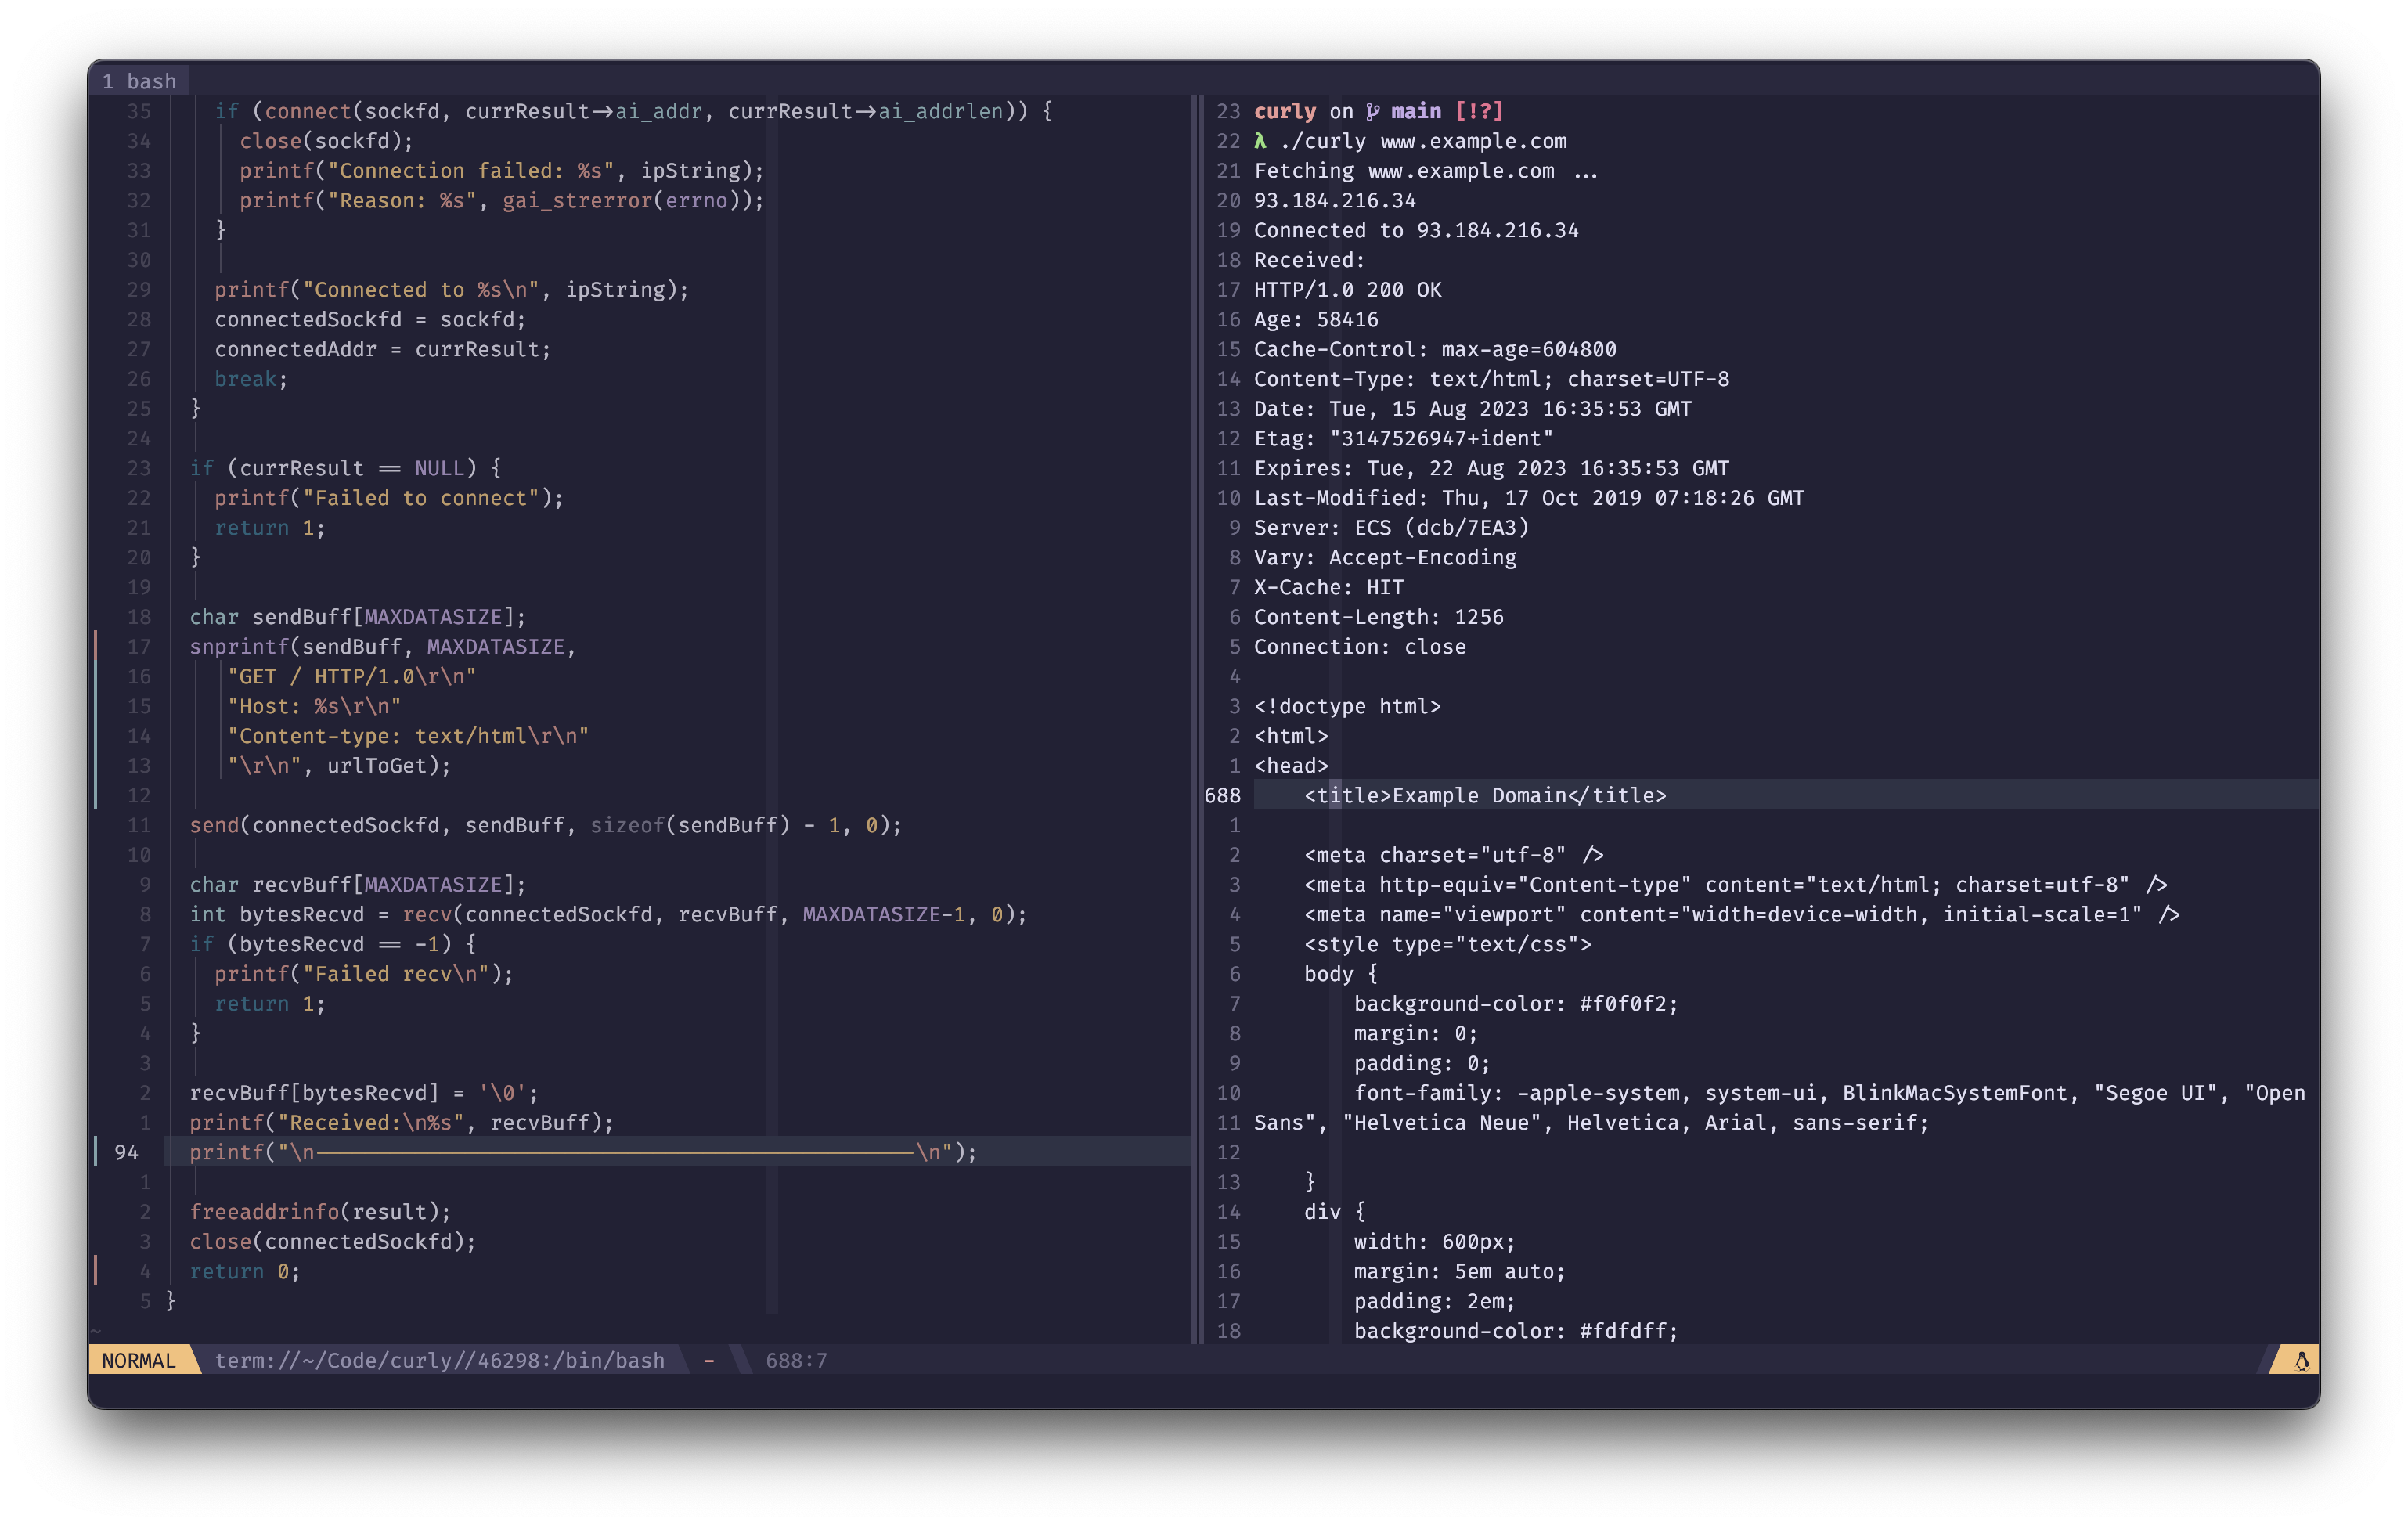 1 bash
35 if (connect(sockfd, currResult->ai_addr, currResult->ai_addrlen)) {
34 close(sockfd);
33 printf("Connection failed: %s", ipString);
32 printf("Reason: %s", gai_strerror(errno));
31 }
30
29 printf("Connected to %s\n", ipString);
28 connectedSockfd = sockfd;
27 connectedAddr = currResult;
26 break;
25 }
24
23 if (currResult == NULL) {
22 printf("Failed to connect");
21 return 1;
20 }
19
18 char sendBuff[MAXDATASIZE];
17 snprintf(sendBuff, MAXDATASIZE,
16 "GET / HTTP/1.0\r\n"
15 "Host: %s\r\n"
14 "Content-type: text/html\r\n"
13 "\r\n", urlToGet);
12
11 send(connectedSockfd, sendBuff, sizeof(sendBuff) - 1, 0);
10
9 char recvBuff[MAXDATASIZE];
8 int bytesRecvd = recv(connectedSockfd, recvBuff, MAXDATASIZE-1, 0);
7 if (bytesRecvd == -1) {
6 printf("Failed recv\n");
5 return 1;
4 }
3
2 recvBuff[bytesRecvd] = '\0';
1 printf("Received:\n%s", recvBuff);
94 printf("\n------------------------------------------------\n");
1
2 freeaddrinfo(result);
3 close(connectedSockfd);
4 return 0;
5 }
~
23 curly on main [!?]
22 λ ./curly www.example.com
21 Fetching www.example.com ...
20 93.184.216.34
19 Connected to 93.184.216.34
18 Received:
17 HTTP/1.0 200 OK
16 Age: 58416
15 Cache-Control: max-age=604800
14 Content-Type: text/html; charset=UTF-8
13 Date: Tue, 15 Aug 2023 16:35:53 GMT
12 Etag: "3147526947+ident"
11 Expires: Tue, 22 Aug 2023 16:35:53 GMT
10 Last-Modified: Thu, 17 Oct 2019 07:18:26 GMT
9 Server: ECS (dcb/7EA3)
8 Vary: Accept-Encoding
7 X-Cache: HIT
6 Content-Length: 1256
5 Connection: close
4
3 <!doctype html>
2 <html>
1 <head>
688 <title>Example Domain</title>
1
2 <meta charset="utf-8" />
3 <meta http-equiv="Content-type" content="text/html; charset=utf-8" />
4 <meta name="viewport" content="width=device-width, initial-scale=1" />
5 <style type="text/css">
6 body {
7 background-color: #f0f0f2;
8 margin: 0;
9 padding: 0;
10 font-family: -apple-system, system-ui, BlinkMacSystemFont, "Segoe UI", "Open
11 Sans", "Helvetica Neue", Helvetica, Arial, sans-serif;
12
13 }
14 div {
15 width: 600px;
16 margin: 5em auto;
17 padding: 2em;
18 background-color: #fdfdff;
NORMAL term://~/Code/curly//46298:/bin/bash - 688:7